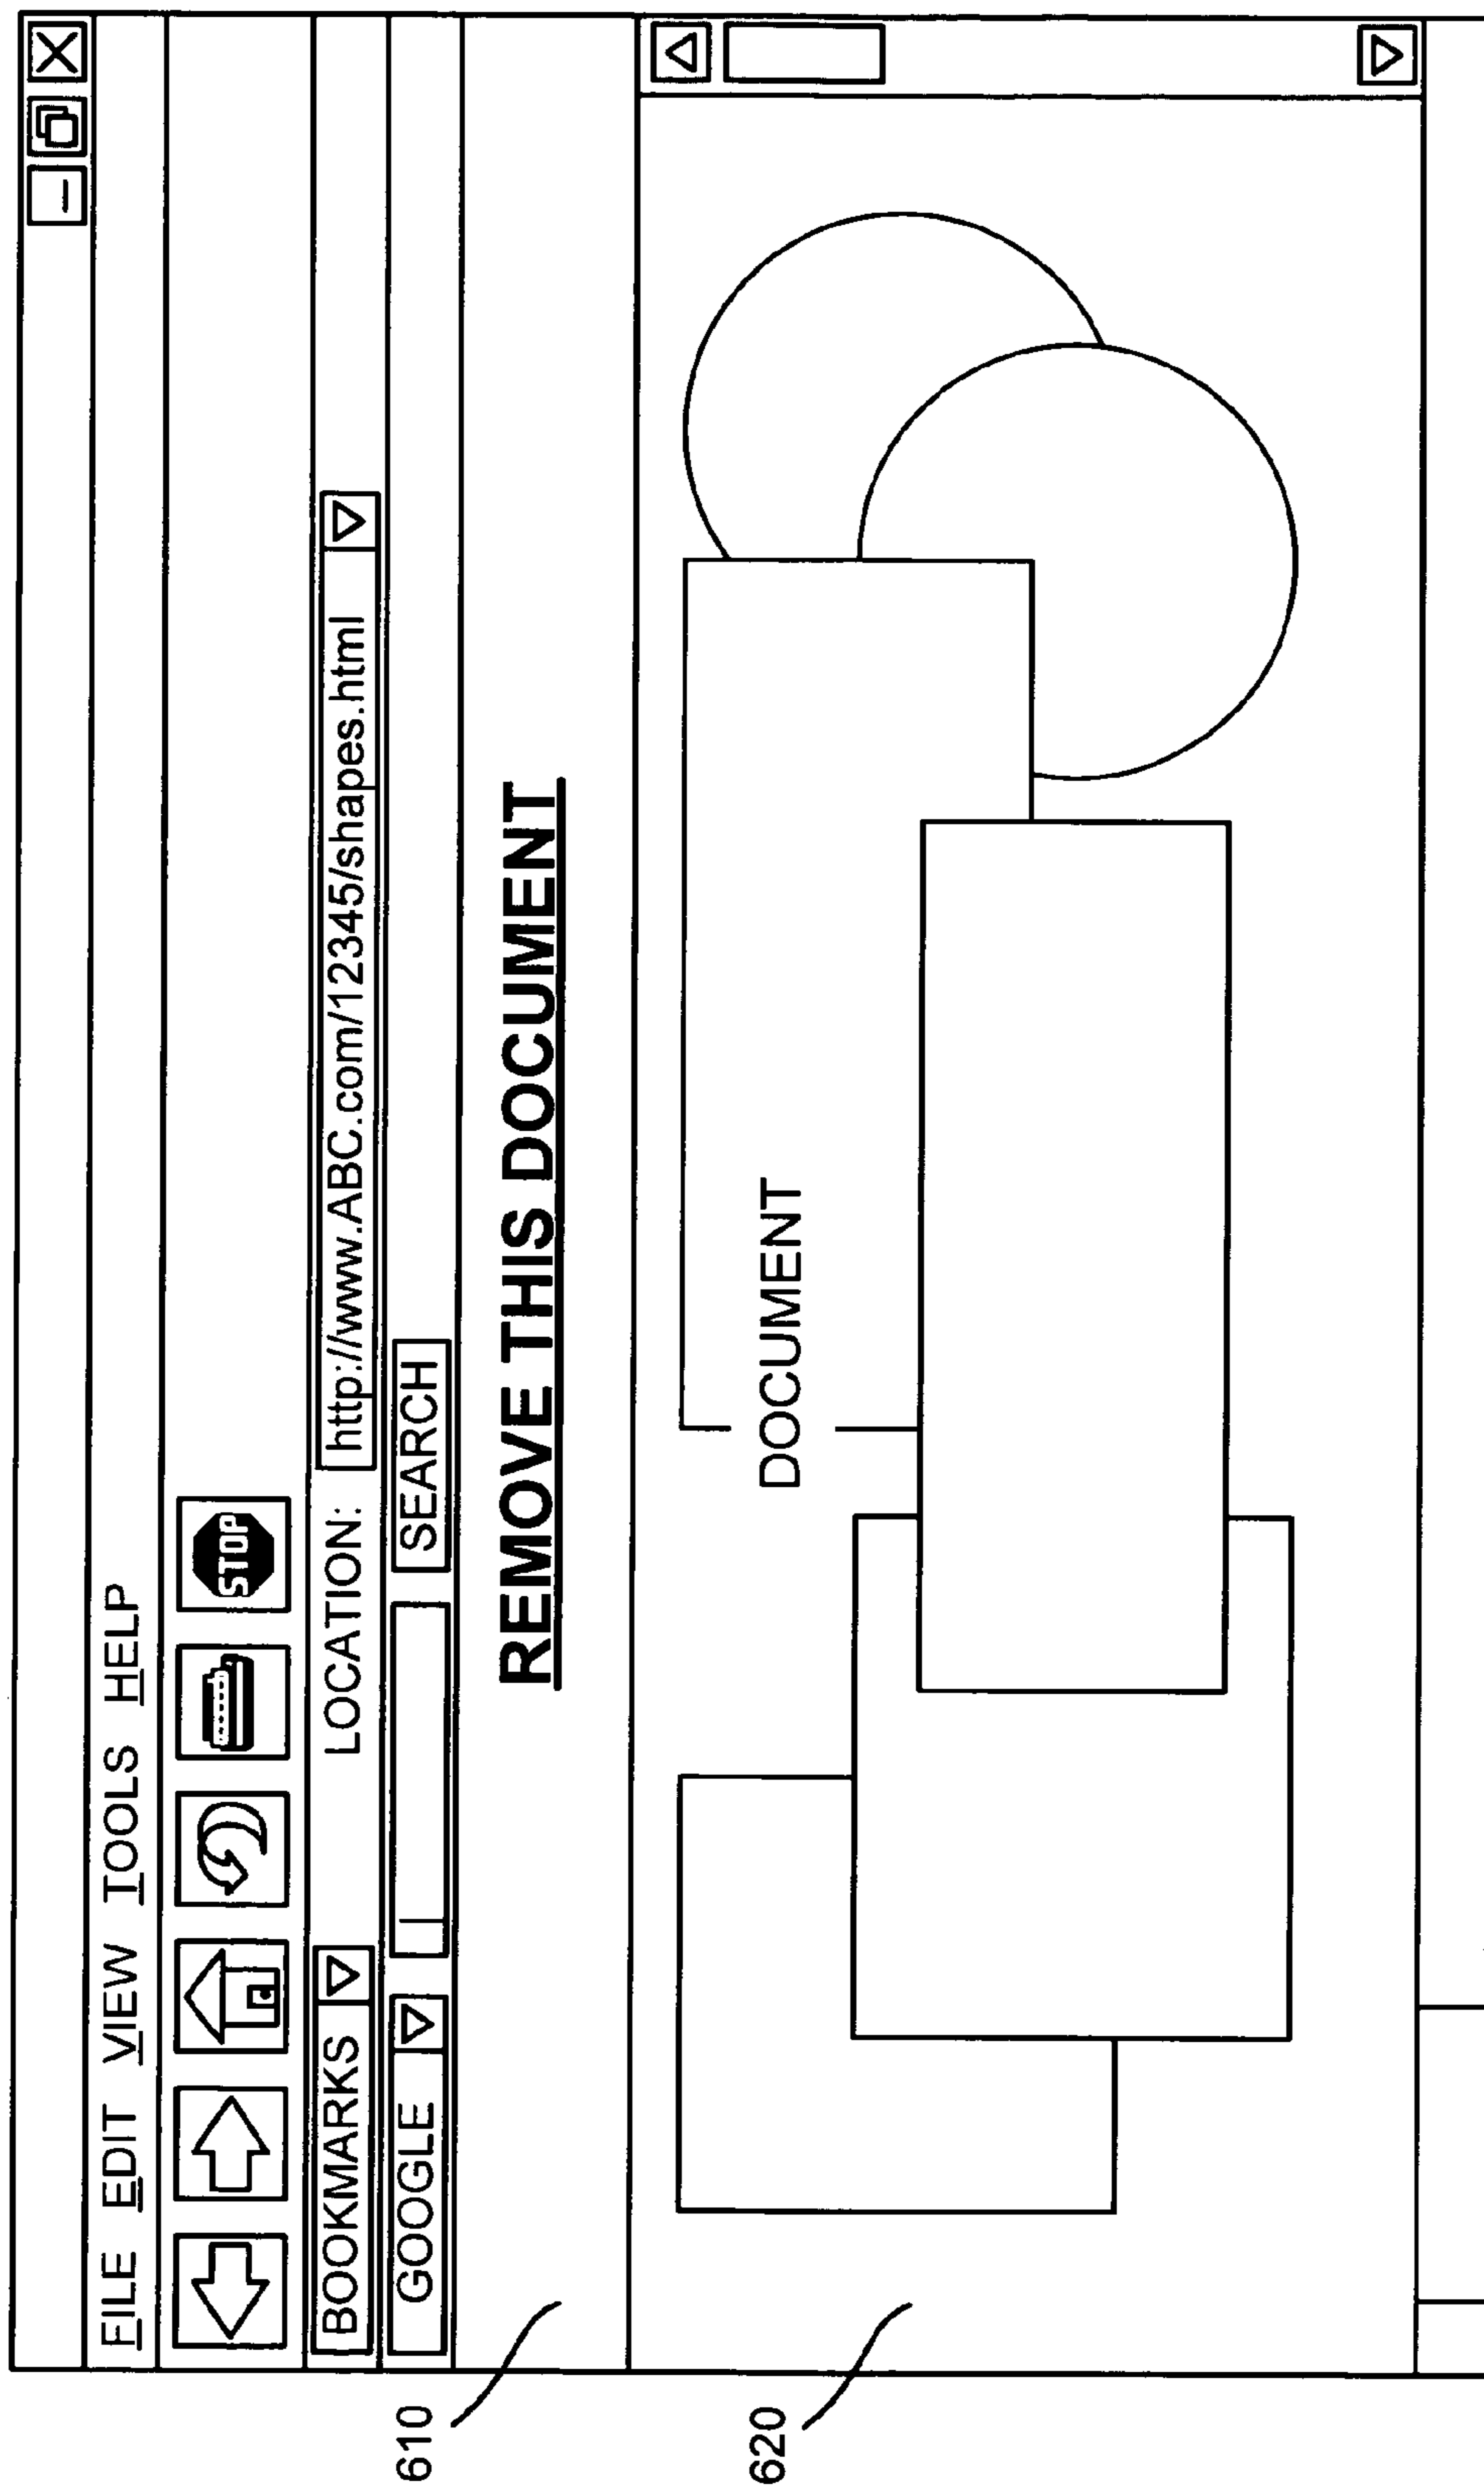 FILE EDIT VIEW TOOLS HELP
STOP
BOOKMARKS LOCATION: http://www.ABC.com/12345/shapes.html
GOOGLE SEARCH
610
REMOVE THIS DOCUMENT
620
DOCUMENT